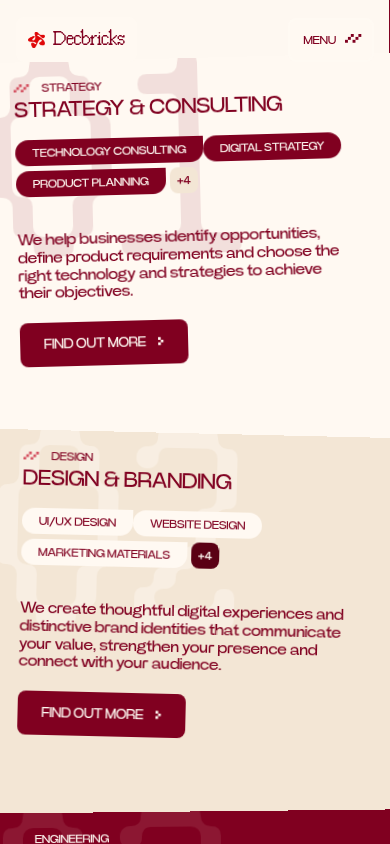 Decbricks
MENU
01
STRATEGY
STRATEGY & CONSULTING
TECHNOLOGY CONSULTING
DIGITAL STRATEGY
PRODUCT PLANNING
+4
We help businesses identify opportunities,
define product requirements and choose the
right technology and strategies to achieve
their objectives.
FIND OUT MORE
DESIGN
DESIGN & BRANDING
UI/UX DESIGN
WEBSITE DESIGN
MARKETING MATERIALS
+4
We create thoughtful digital experiences and
distinctive brand identities that communicate
your value, strengthen your presence and
connect with your audience.
FIND OUT MORE
ENGINEERING